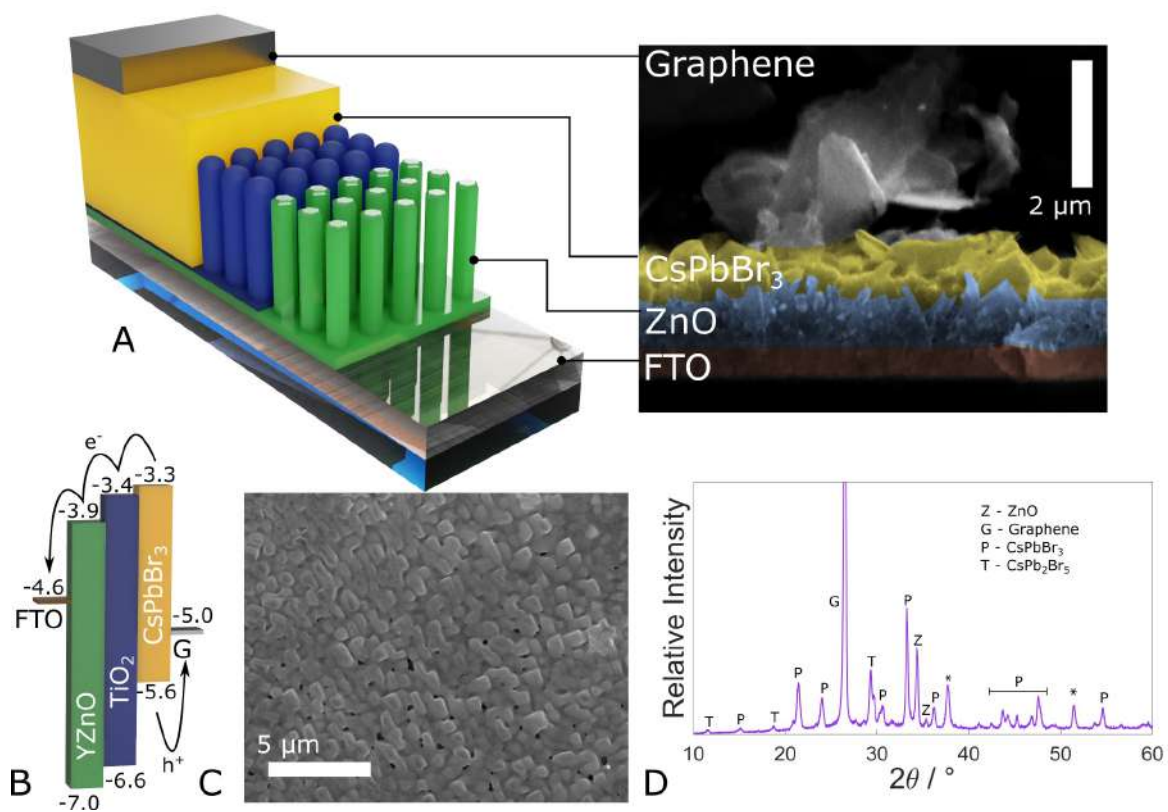 Graphene
2 μm
CsPbBr3
ZnO
FTO
A
e-
-3.3
-3.4
-3.9
-4.6
FTO
YZnO
TiO2
CsPbBr3
-5.0
G
-5.6
h+
-6.6
-7.0
B
5 μm
C
Relative Intensity
Z - ZnO
G - Graphene
P - CsPbBr3
T - CsPb2Br5
T
P
T
P
P
G
T
P
P
Z
Z
P
*
P
*
P
10 20 30 40 50 60
2θ / °
D